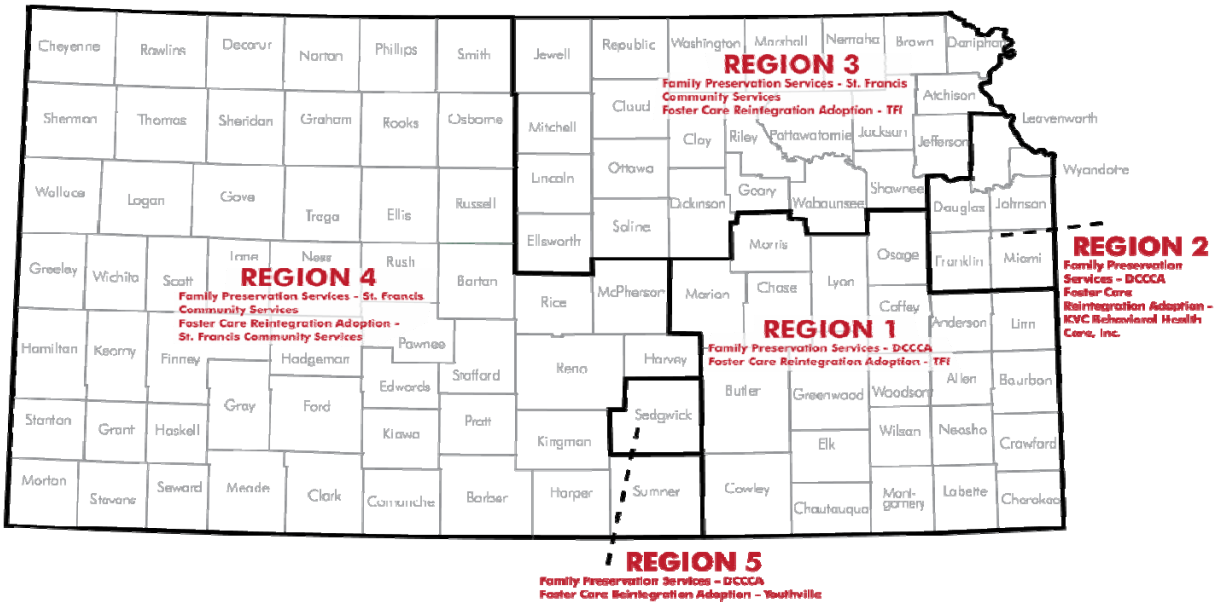 Cheyenne Rawlins Decatur Norton Phillips Smith Jewell Republic Washington Marshall Nemaha Brown Doniphan
REGION 3
Family Preservation Services - St. Francis
Community Services
Foster Care Reintegration Adoption - TFI
Atchison
Sherman Thomas Sheridan Graham Rooks Osborne Mitchell Cloud Clay Riley Pottawatomie Jackson Jefferson Leavenworth
Wyandotte
Wallace Logan Gove Trego Ellis Russell Lincoln Ottawa Dickinson Geary Wabaunsee Shawnee Douglas Johnson
Ellsworth Saline Morris Osage Franklin Miami
REGION 2
Family Preservation
Services - DCCCA
Foster Care
Reintegration Adoption -
KVC Behavioral Health
Care, Inc.
Greeley Wichita Scott Lane Ness Rush Barton Rice McPherson Marion Chase Lyon Coffey Anderson Linn
REGION 4
Family Preservation Services - St. Francis
Community Services
Foster Care Reintegration Adoption -
St. Francis Community Services
REGION 1
Family Preservation Services - DCCCA
Foster Care Reintegration Adoption - TFI
Hamilton Kearny Finney Hodgeman Pawnee Edwards Stafford Reno Harvey Butler Greenwood Woodson Allen Bourbon
Stanton Grant Haskell Gray Ford Kiowa Pratt Kingman Sedgwick Elk Wilson Neosho Crawford
Morton Stevens Seward Meade Clark Comanche Barber Harper Sumner Cowley Chautauqua Mont-
gomery Labette Cherokee
REGION 5
Family Preservation Services - DCCCA
Foster Care Reintegration Adoption - Youthville